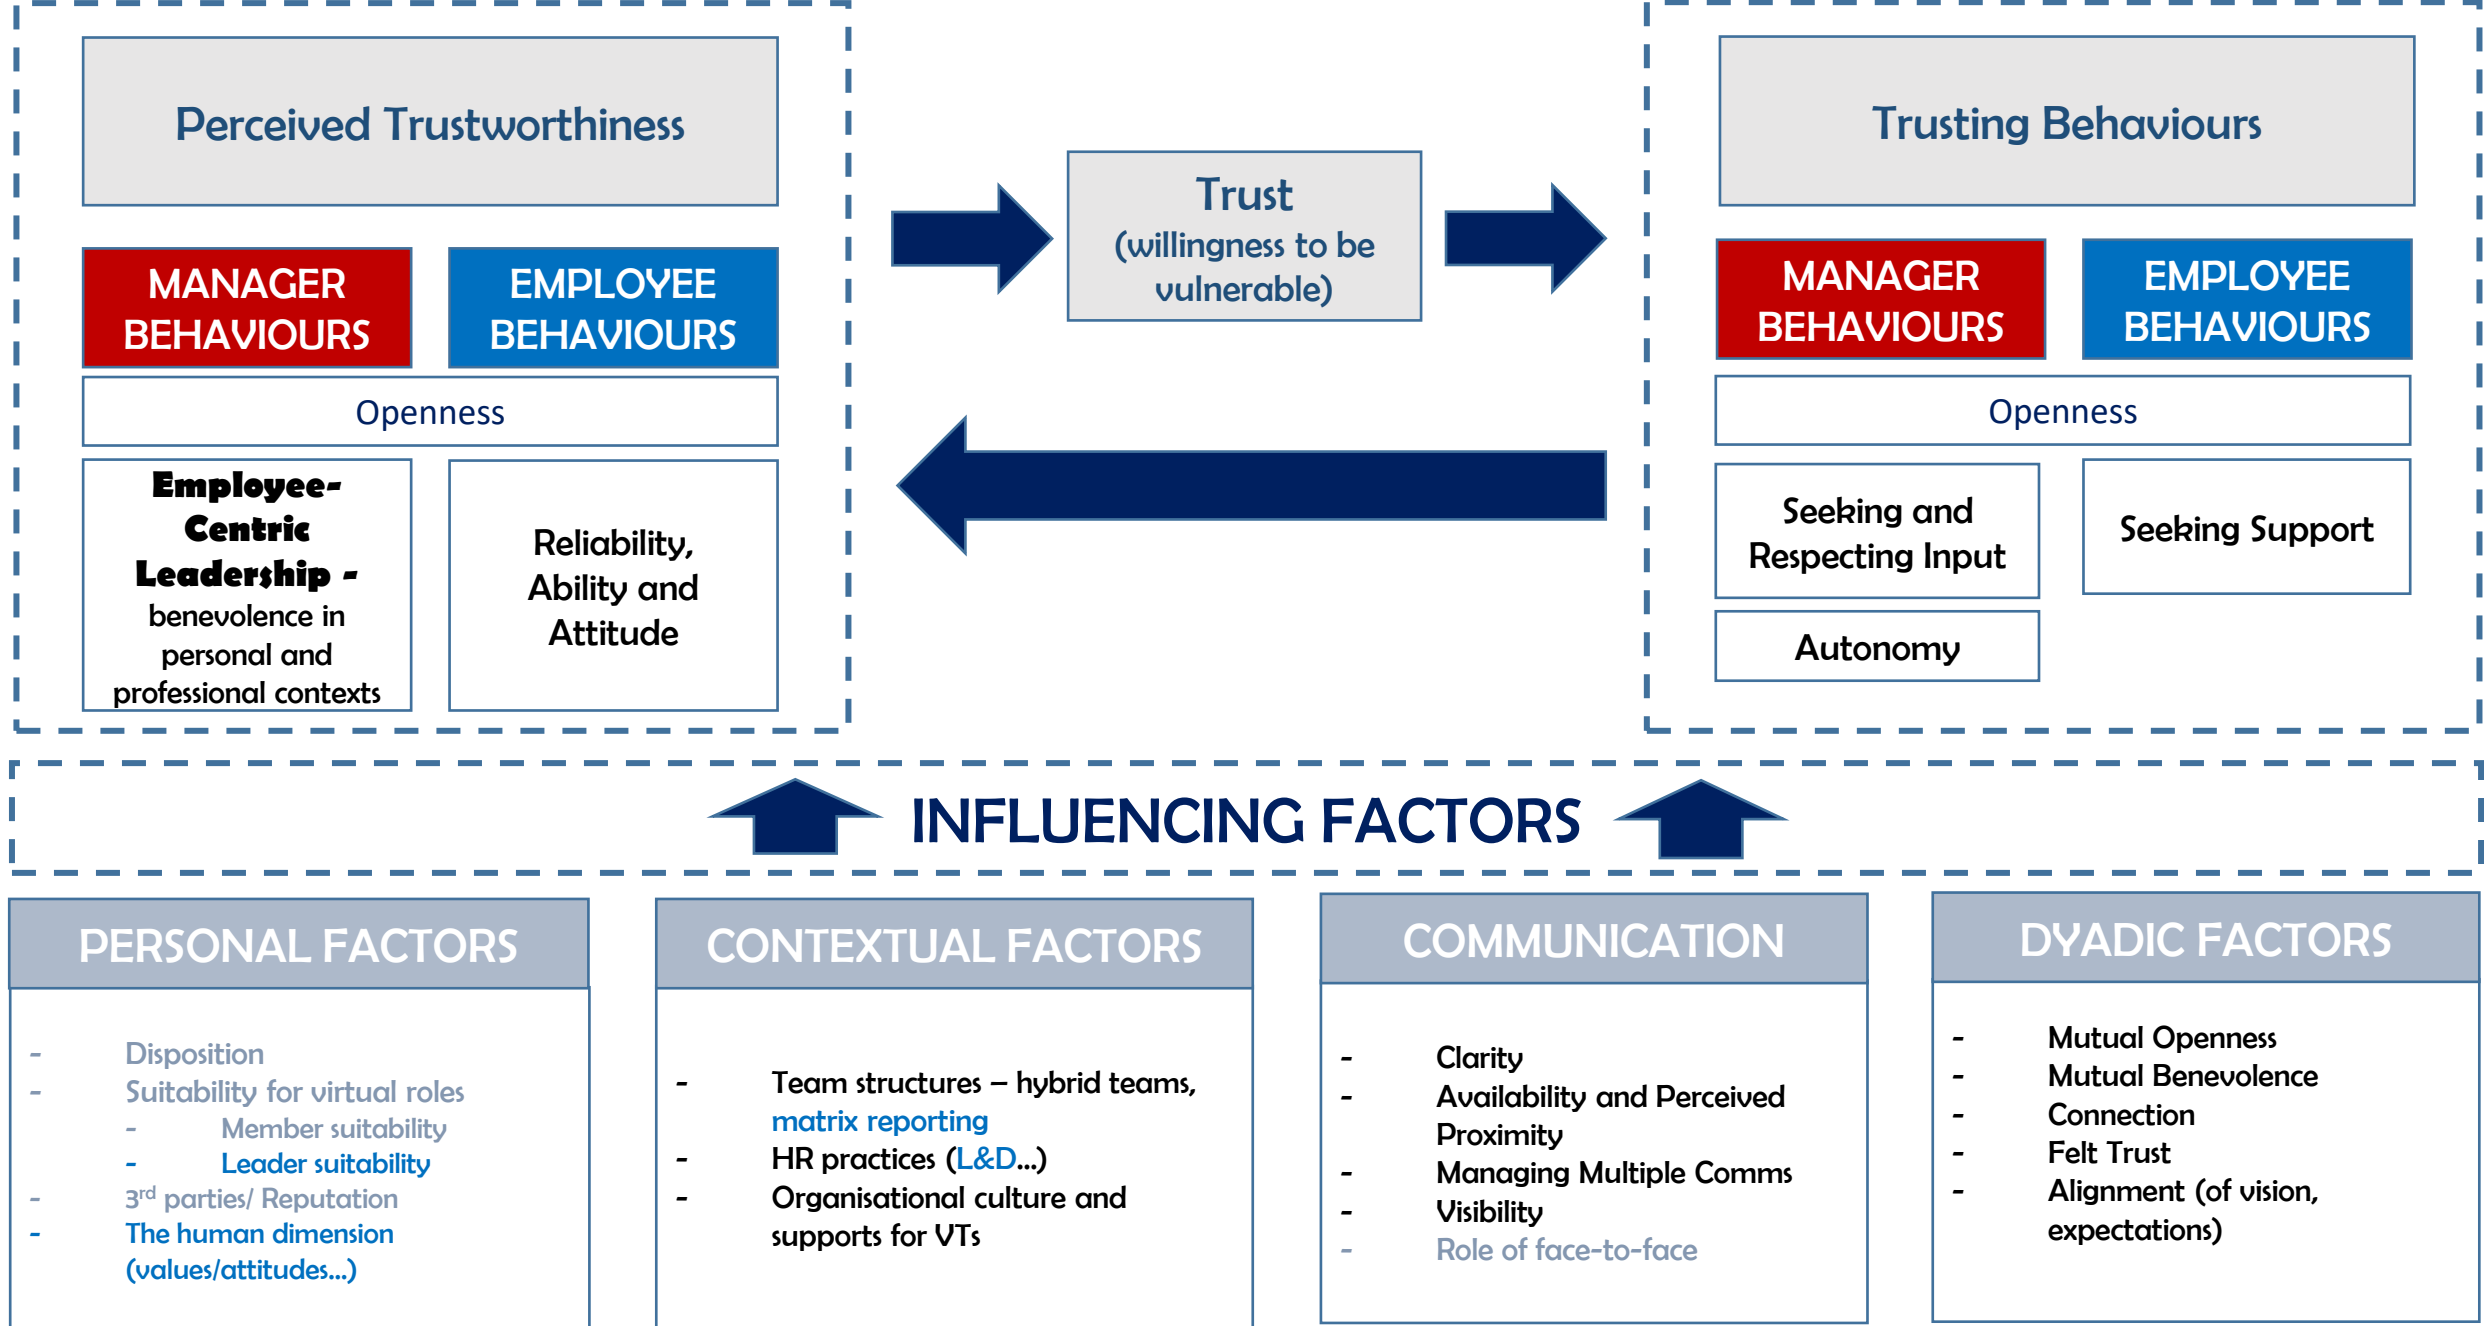 Perceived Trustworthiness
MANAGER
BEHAVIOURS
EMPLOYEE
BEHAVIOURS
Openness
Employee-
Centric
Leadership -
benevolence in
personal and
professional contexts
Reliability,
Ability and
Attitude
Trust
(willingness to be
vulnerable)
Trusting Behaviours
MANAGER
BEHAVIOURS
EMPLOYEE
BEHAVIOURS
Openness
Seeking and
Respecting Input
Autonomy
Seeking Support
INFLUENCING FACTORS
PERSONAL FACTORS
- Disposition
- Suitability for virtual roles
- Member suitability
- Leader suitability
- 3rd parties/ Reputation
- The human dimension
(values/attitudes...)
CONTEXTUAL FACTORS
- Team structures – hybrid teams,
matrix reporting
- HR practices (L&D...)
- Organisational culture and
supports for VTs
COMMUNICATION
- Clarity
- Availability and Perceived
Proximity
- Managing Multiple Comms
- Visibility
- Role of face-to-face
DYADIC FACTORS
- Mutual Openness
- Mutual Benevolence
- Connection
- Felt Trust
- Alignment (of vision,
expectations)